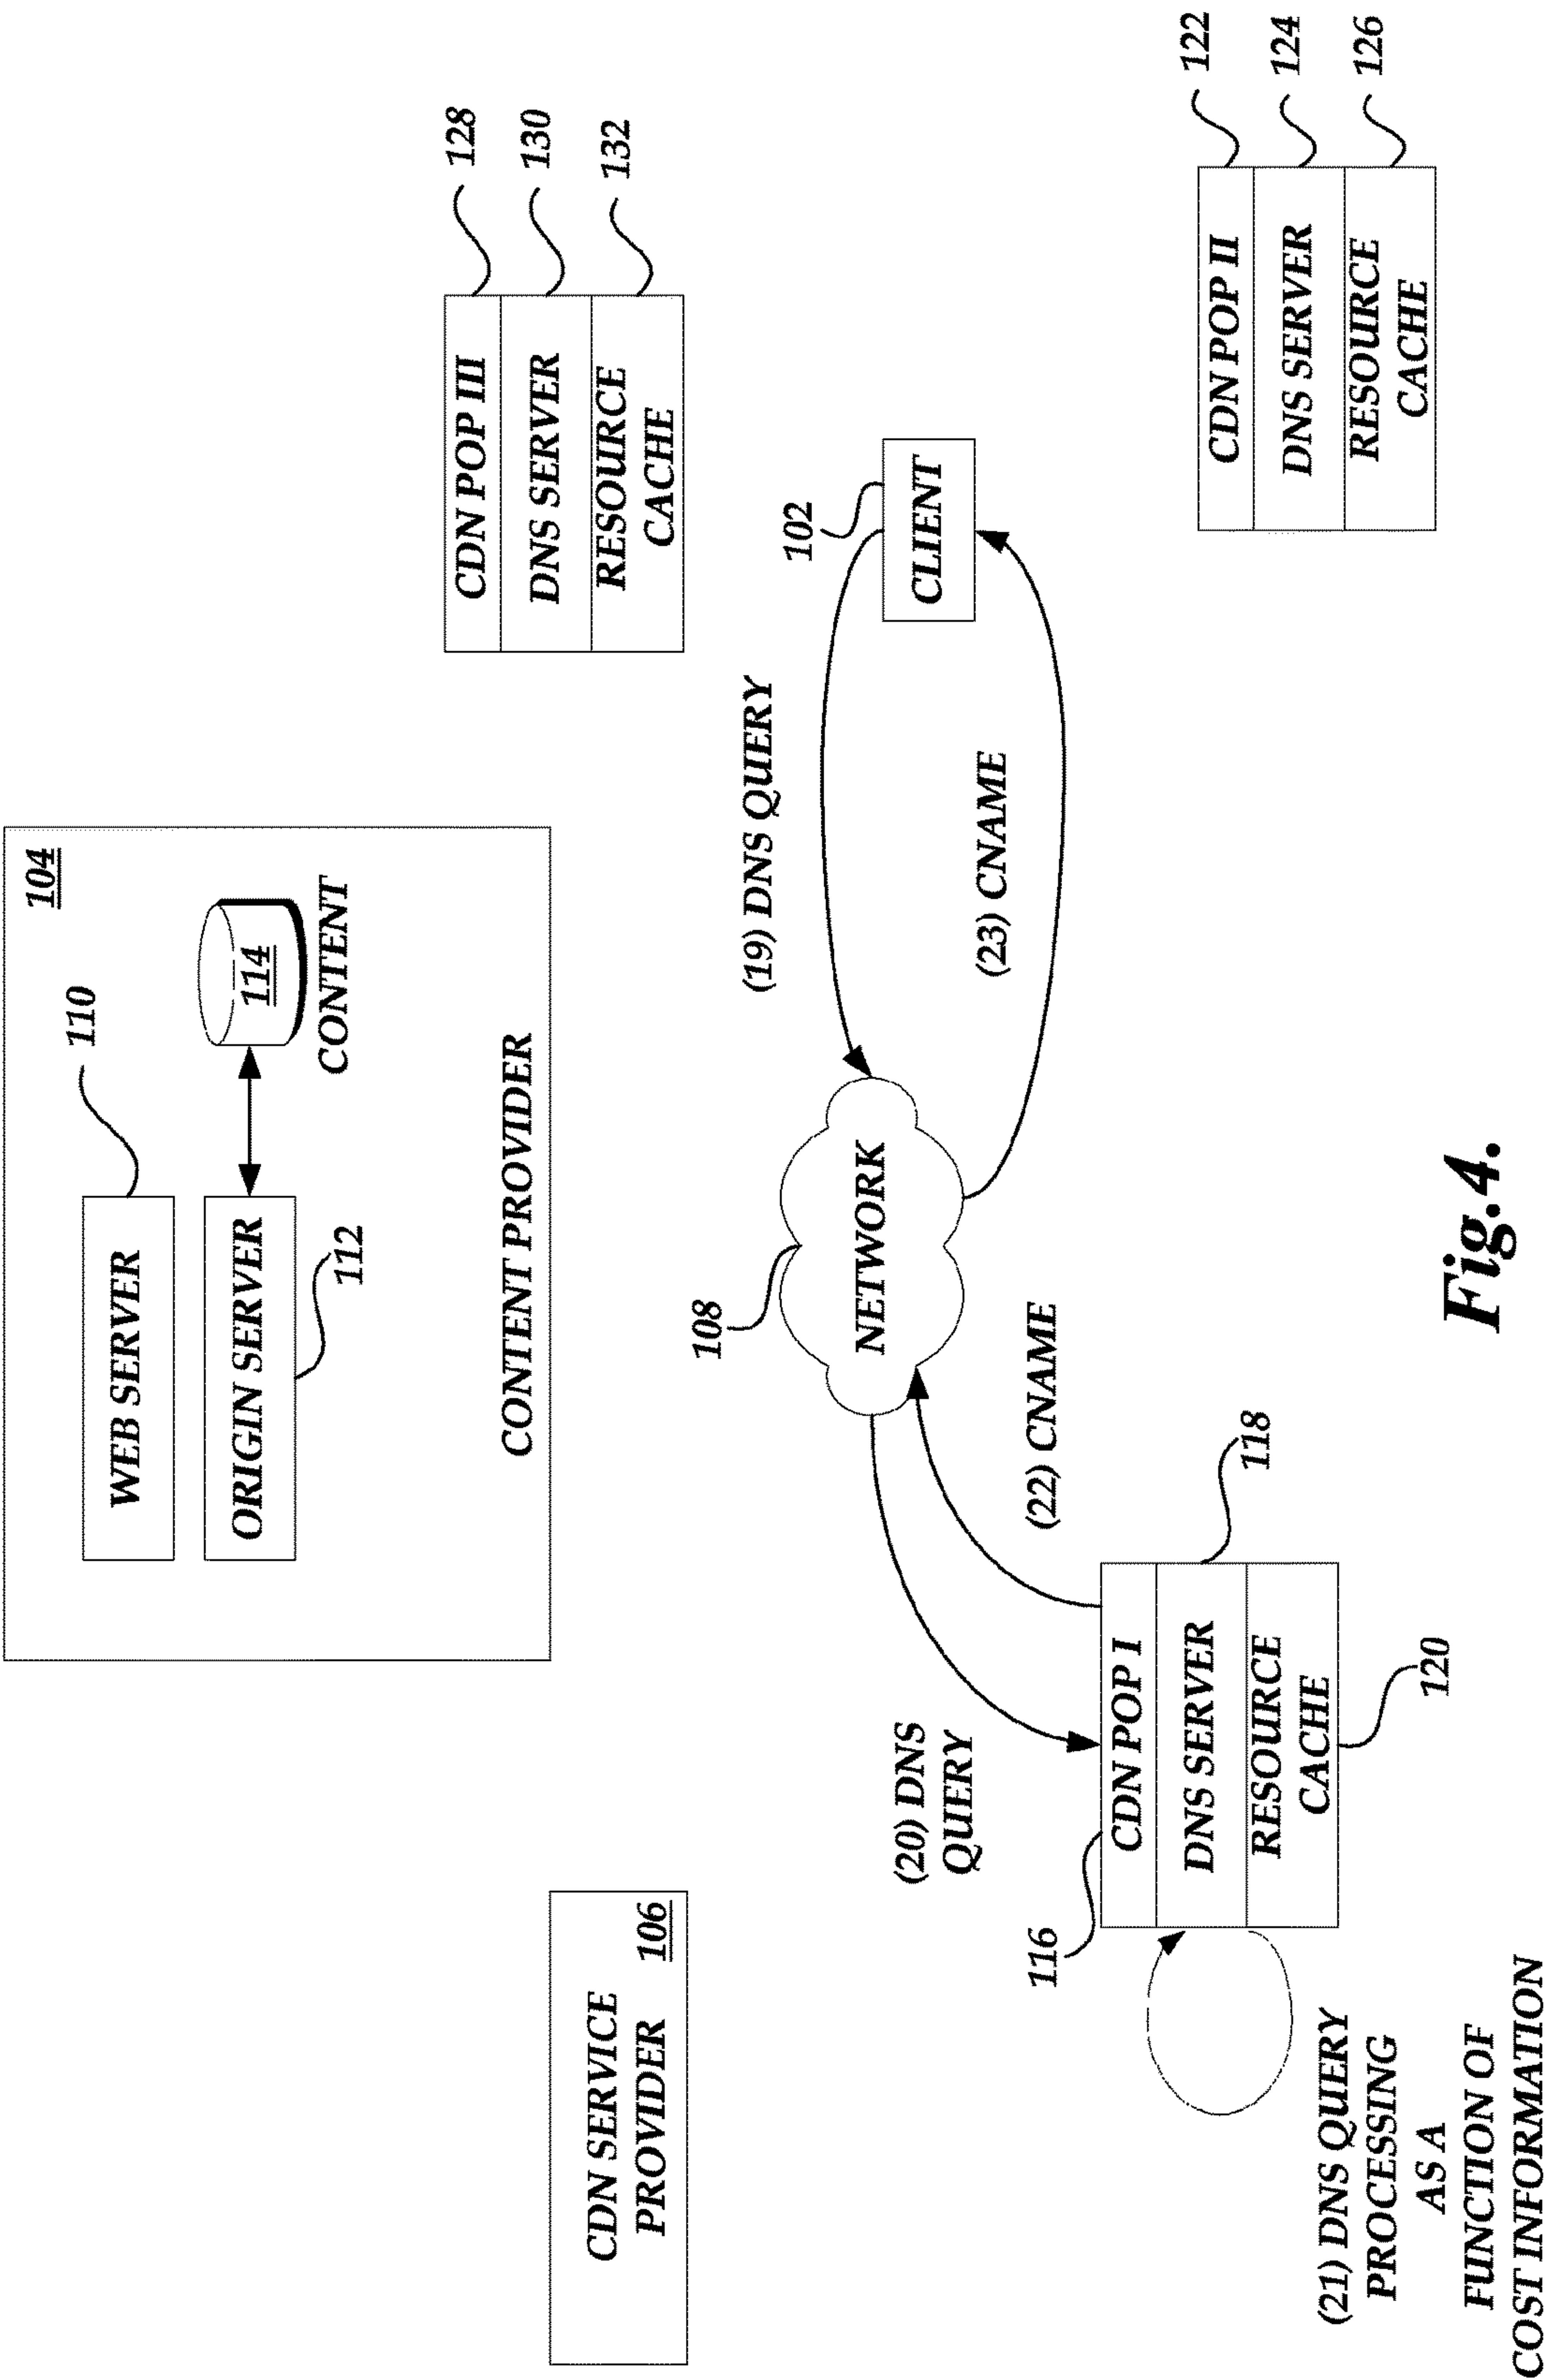 104
WEB SERVER
110
ORIGIN SERVER
112
114
CONTENT
CONTENT PROVIDER
CDN SERVICE
PROVIDER
106
CDN POP III
128
DNS SERVER
130
RESOURCE
CACHE
132
(19) DNS QUERY
102
CLIENT
108
NETWORK
(23) CNAME
(20) DNS
QUERY
(22) CNAME
116
CDN POP I
DNS SERVER
118
RESOURCE
CACHE
120
(21) DNS QUERY
PROCESSING
AS A
FUNCTION OF
COST INFORMATION
CDN POP II
122
DNS SERVER
124
RESOURCE
CACHE
126
Fig.4.